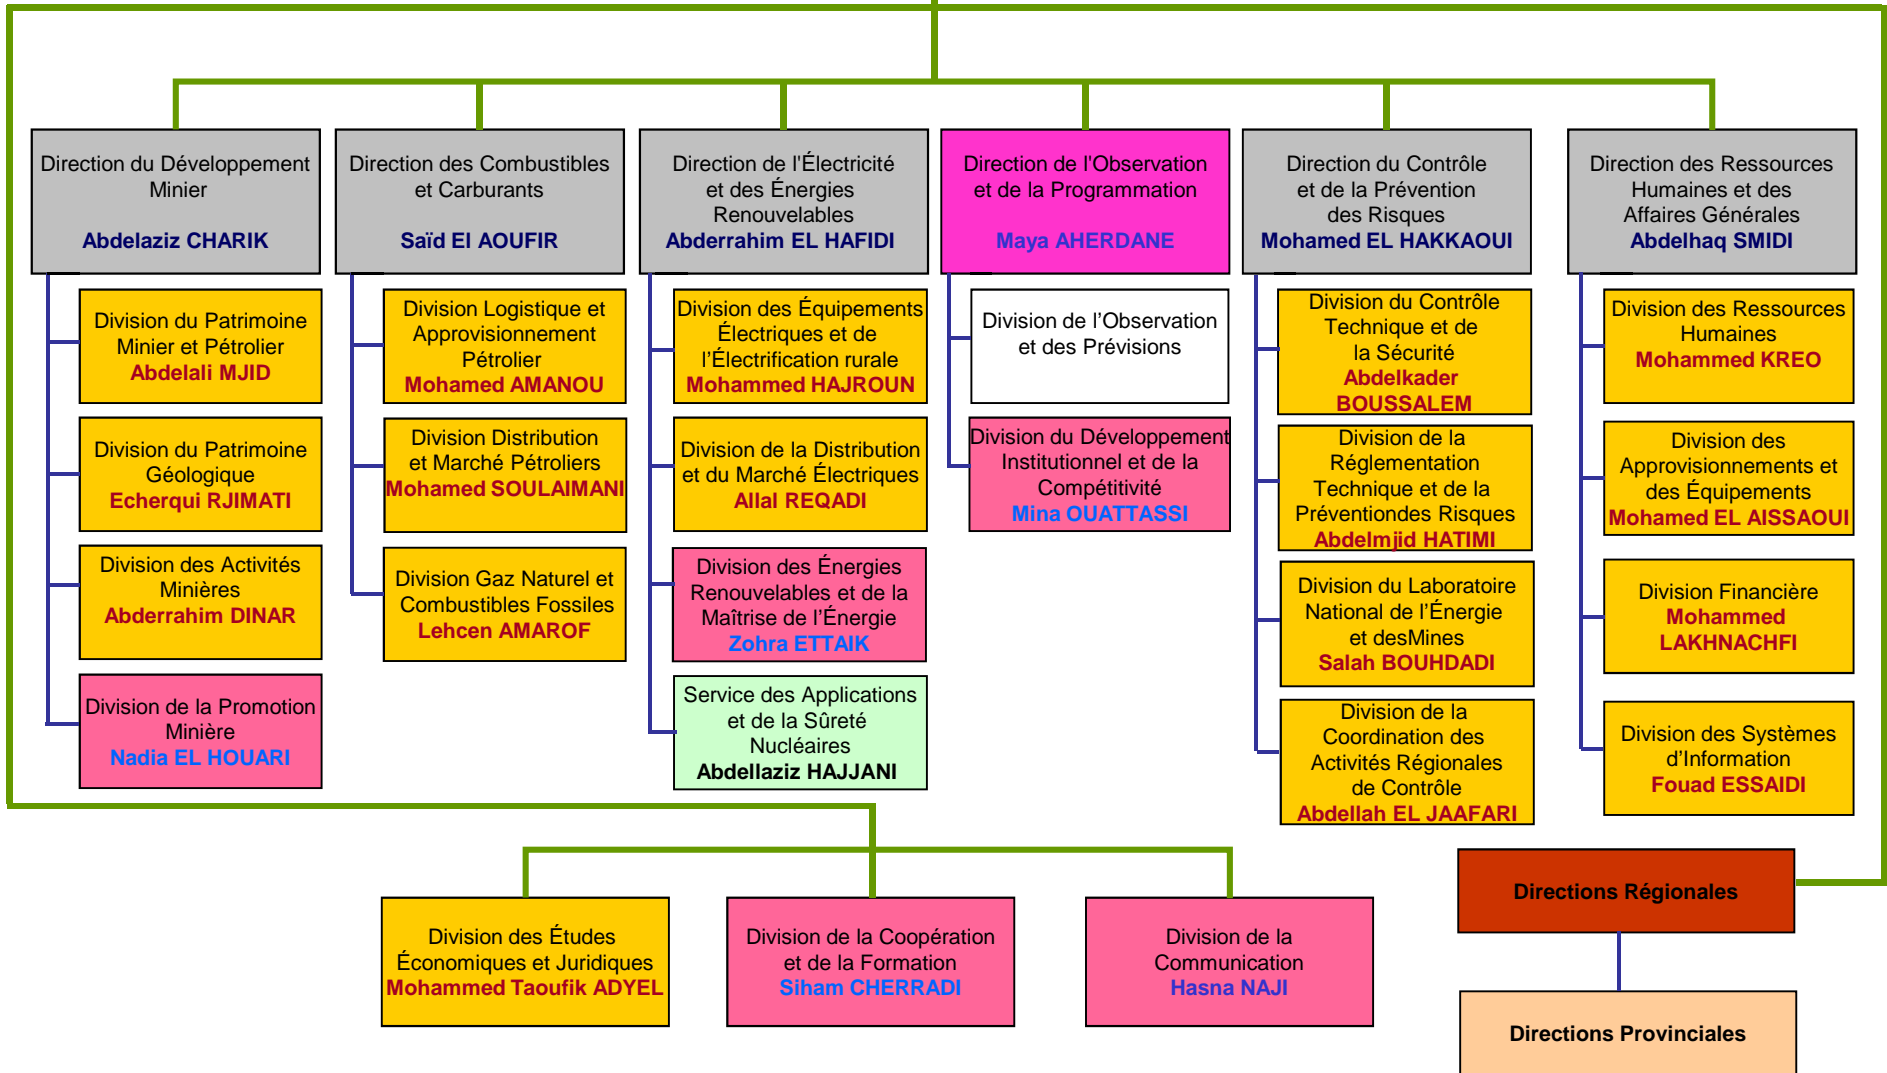 Direction du Développement
Minier
Abdelaziz CHARIK
Division du Patrimoine
Minier et Pétrolier
Abdelali MJID
Division du Patrimoine
Géologique
Echerqui RJIMATI
Division des Activités
Minières
Abderrahim DINAR
Division de la Promotion
Minière
Nadia EL HOUARI
Direction des Combustibles
et Carburants
Saïd El AOUFIR
Division Logistique et
Approvisionnement
Pétrolier
Mohamed AMANOU
Division Distribution
et Marché Pétroliers
Mohamed SOULAIMANI
Division Gaz Naturel et
Combustibles Fossiles
Lehcen AMAROF
Direction de l'Électricité
et des Énergies
Renouvelables
Abderrahim EL HAFIDI
Division des Équipements
Électriques et de
l’Électrification rurale
Mohammed HAJROUN
Division de la Distribution
et du Marché Électriques
Allal REQADI
Division des Énergies
Renouvelables et de la
Maîtrise de l’Énergie
Zohra ETTAIK
Service des Applications
et de la Sûreté
Nucléaires
Abdellaziz HAJJANI
Direction de l'Observation
et de la Programmation
Maya AHERDANE
Division de l’Observation
et des Prévisions
Division du Développement
Institutionnel et de la
Compétitivité
Mina OUATTASSI
Direction du Contrôle
et de la Prévention
des Risques
Mohamed EL HAKKAOUI
Division du Contrôle
Technique et de
la Sécurité
Abdelkader
BOUSSALEM
Division de la
Réglementation
Technique et de la
Préventiondes Risques
Abdelmjid HATIMI
Division du Laboratoire
National de l’Énergie
et desMines
Salah BOUHDADI
Division de la
Coordination des
Activités Régionales
de Contrôle
Abdellah EL JAAFARI
Direction des Ressources
Humaines et des
Affaires Générales
Abdelhaq SMIDI
Division des Ressources
Humaines
Mohammed KREO
Division des
Approvisionnements et
des Équipements
Mohamed EL AISSAOUI
Division Financière
Mohammed
LAKHNACHFI
Division des Systèmes
d’Information
Fouad ESSAIDI
Division des Études
Économiques et Juridiques
Mohammed Taoufik ADYEL
Division de la Coopération
et de la Formation
Siham CHERRADI
Division de la
Communication
Hasna NAJI
Directions Régionales
Directions Provinciales